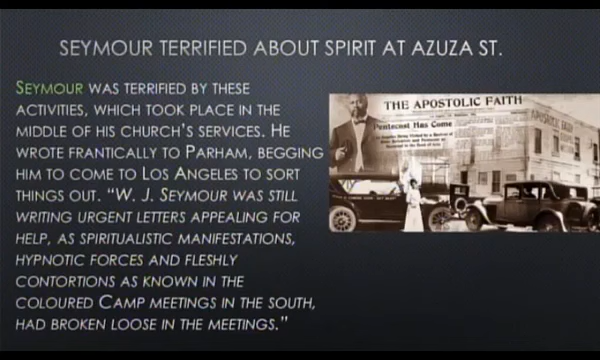 SEYMOUR TERRIFIED ABOUT SPIRIT AT AZUZA ST.
SEYMOUR WAS TERRIFIED BY THESE
ACTIVITIES, WHICH TOOK PLACE IN THE
MIDDLE OF HIS CHURCH'S SERVICES. HE
WROTE FRANTICALLY TO PARHAM, BEGGING
HIM TO COME TO LOS ANGELES TO SORT
THINGS OUT. "W. J. SEYMOUR WAS STILL
WRITING URGENT LETTERS APPEALING FOR
HELP, AS SPIRITUALISTIC MANIFESTATIONS,
HYPNOTIC FORCES AND FLESHLY
CONTORTIONS AS KNOWN IN THE
COLOURED CAMP MEETINGS IN THE SOUTH,
HAD BROKEN LOOSE IN THE MEETINGS."
THE APOSTOLIC FAITH
Pentecost Has Come